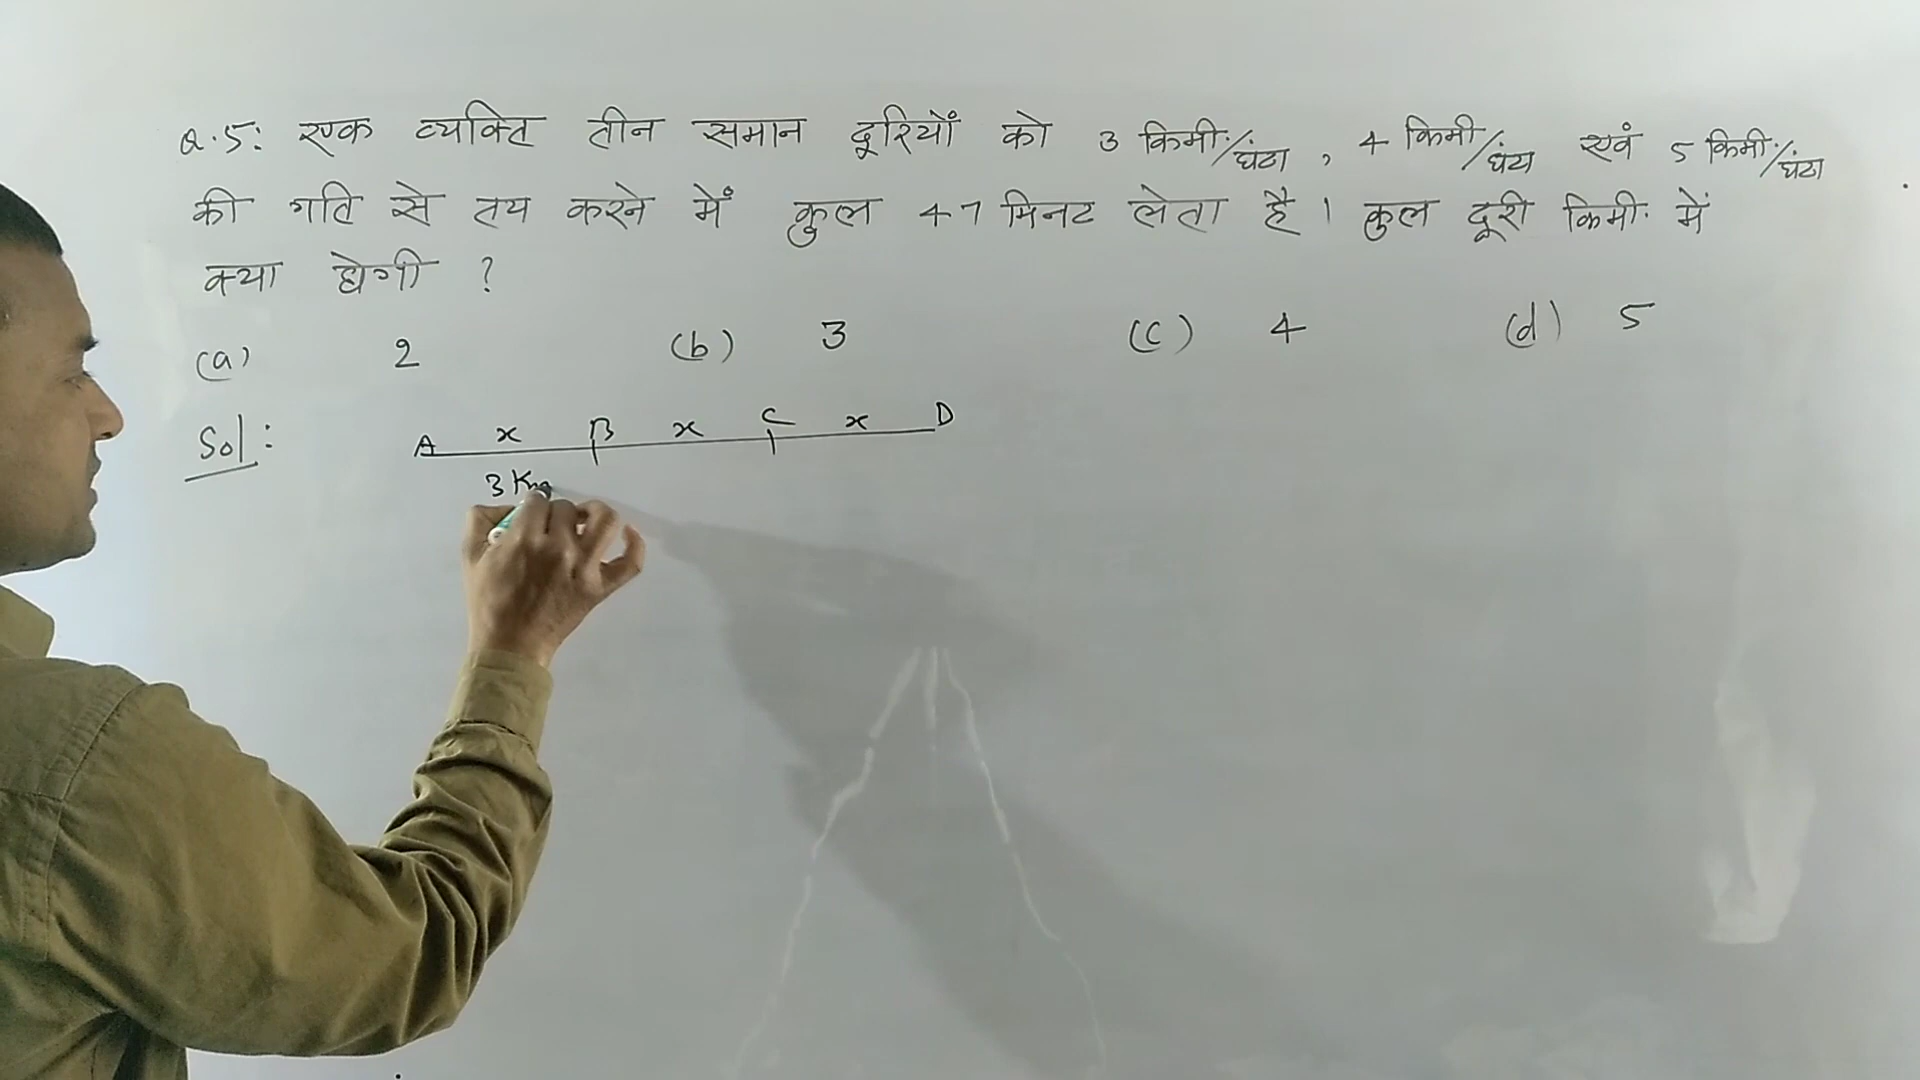 Q.5: एक व्यक्ति तीन समान दूरियों को 3 किमी./घंटा, 4 किमी/घंटा एवं 5 किमी./घंटा
की गति से तय करने में कुल 47 मिनट लेता है। कुल दूरी किमी. में
क्या होगी ?
(a) 2 (b) 3 (c) 4 (d) 5
Sol:
A x B x C x D
3 Km